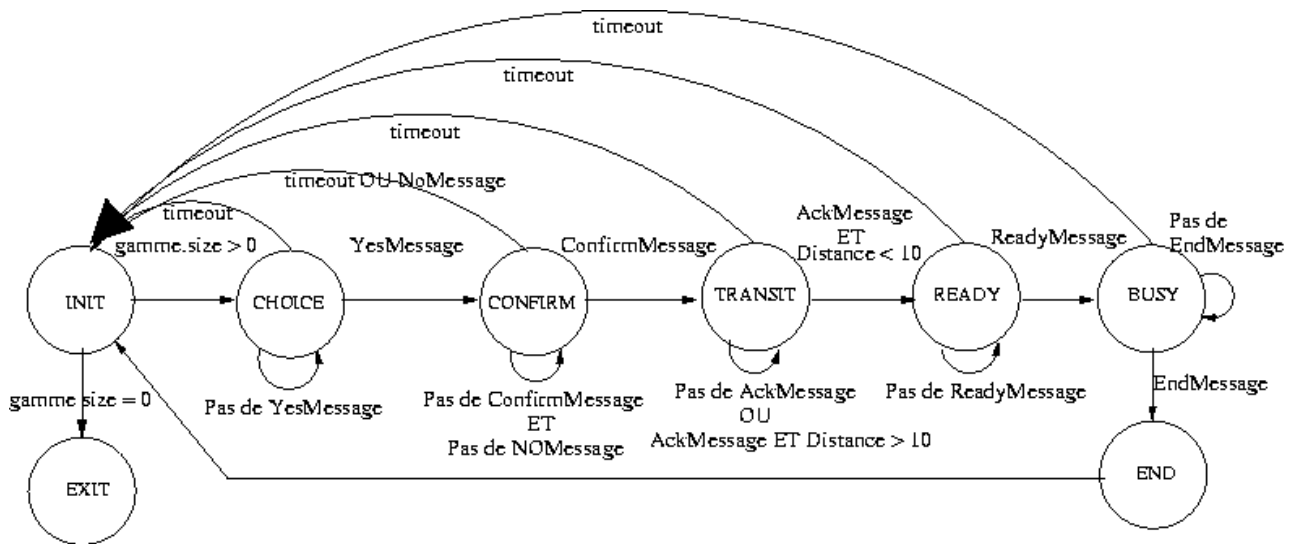 timeout
timeout
timeout
timeout OU NoMessage
timeout
gamme.size > 0
YesMessage
ConfirmMessage
AckMessage
ET
Distance < 10
ReadyMessage
Pas de
EndMessage
INIT
CHOICE
CONFIRM
TRANSIT
READY
BUSY
gamme size = 0
Pas de YesMessage
Pas de ConfirmMessage
ET
Pas de NOMessage
Pas de AckMessage
OU
AckMessage ET Distance > 10
Pas de ReadyMessage
EndMessage
EXIT
END